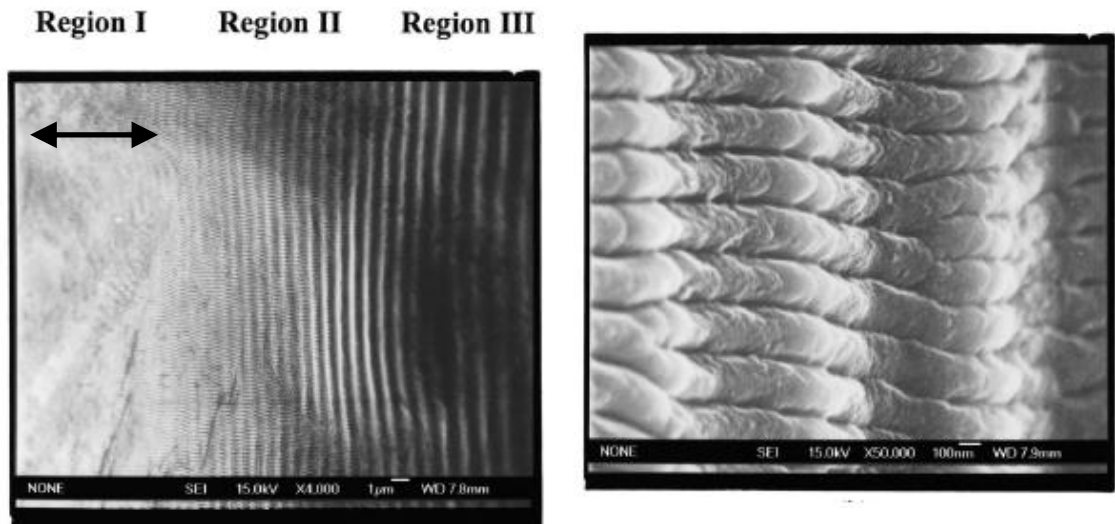 Region I Region II Region III
NONE SEI 15.0kV X4,000 1μm WD 7.8mm
NONE SEI 15.0kV X50,000 100nm WD 7.9mm